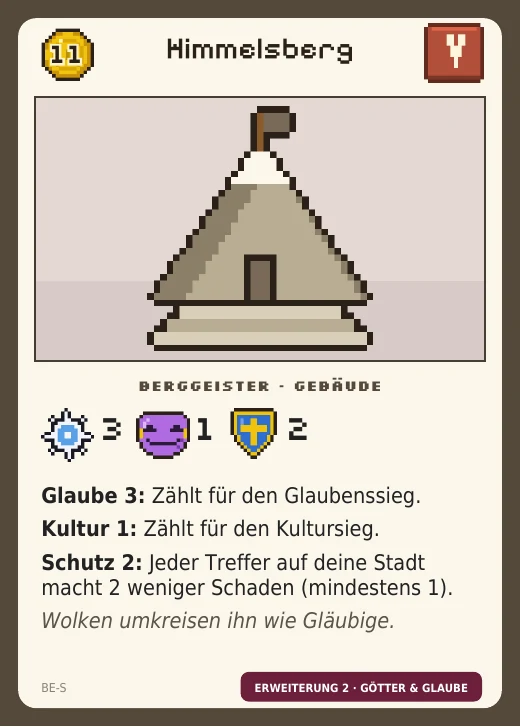 11
Himmelsberg
BERGGEISTER · GEBÄUDE
3 1 2
Glaube 3: Zählt für den Glaubenssieg.
Kultur 1: Zählt für den Kultursieg.
Schutz 2: Jeder Treffer auf deine Stadt
macht 2 weniger Schaden (mindestens 1).
Wolken umkreisen ihn wie Gläubige.
BE-S
ERWEITERUNG 2 · GÖTTER & GLAUBE